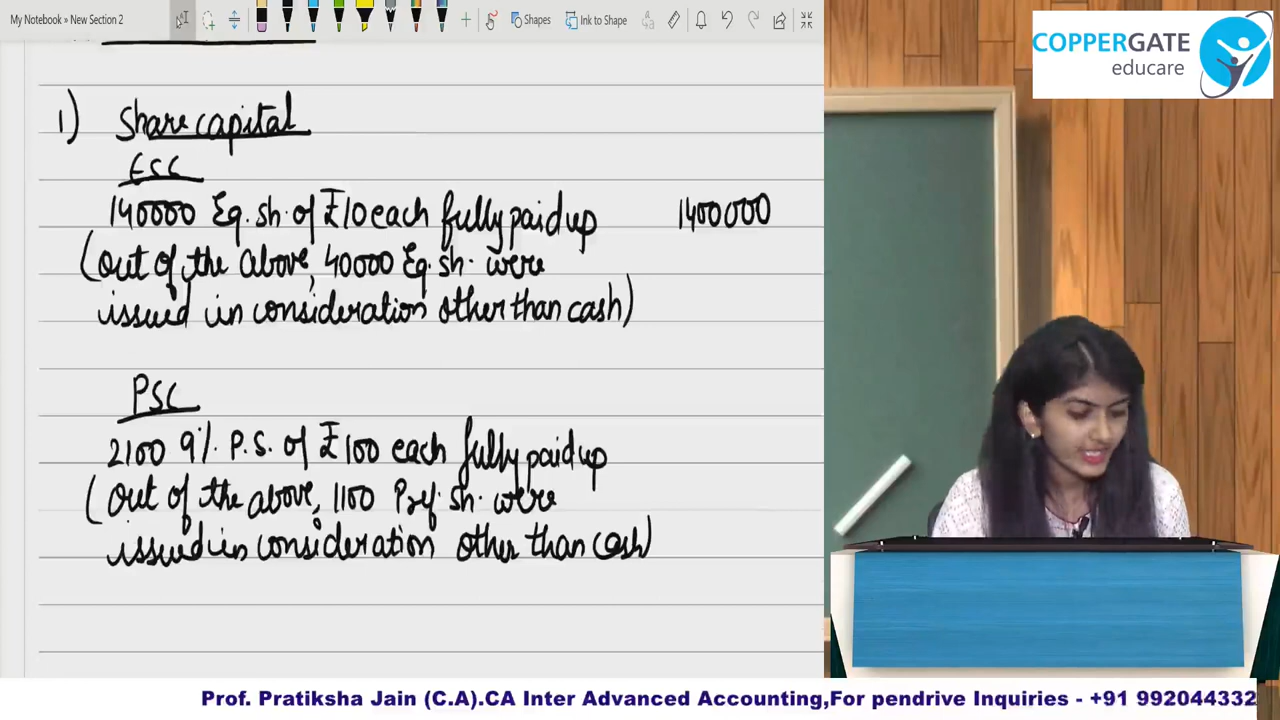 My Notebook » New Section 2
Shapes
Ink to Shape
COPPERGATE
educare
1) Share capital
ESC
140000 Eq. sh. of ₹10 each fully paid up 1400000
(out of the above, 40000 Eq. sh. were
issued in consideration other than cash)
PSC
2100 9% P.S. of ₹100 each fully paid up
(out of the above, 1100 Pref. sh. were
issued in consideration other than cash)
Prof. Pratiksha Jain (C.A).CA Inter Advanced Accounting,For pendrive Inquiries - +91 992044332